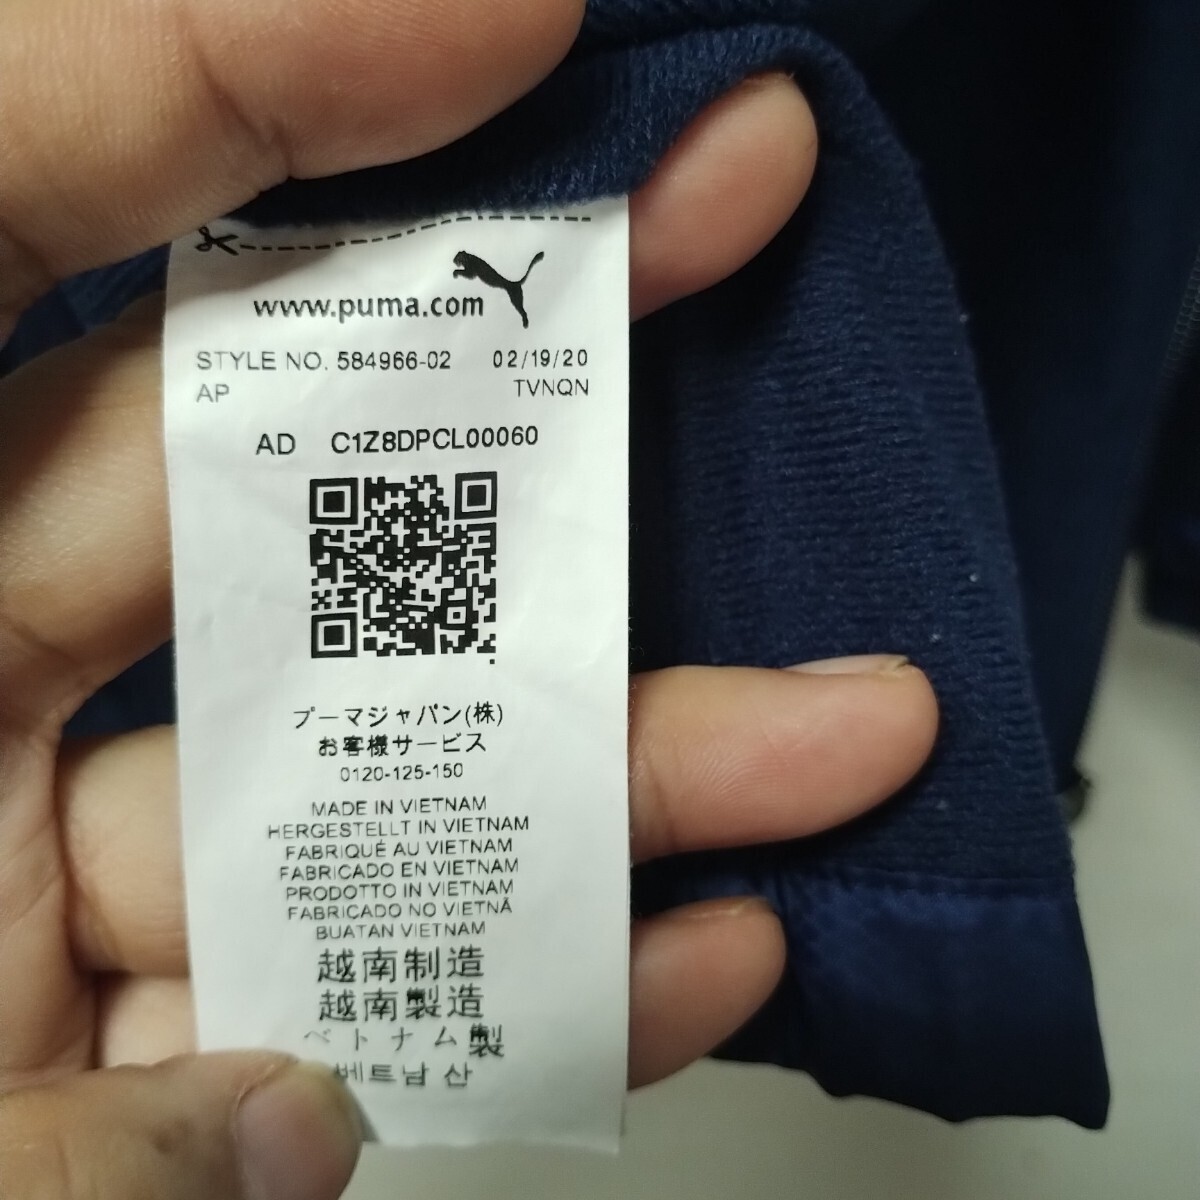 www.puma.com
STYLE NO. 584966-02 02/19/20
AP TVNQN
AD C1Z8DPCL00060
プーマジャパン(株)
お客様サービス
0120-125-150
MADE IN VIETNAM
HERGESTELLT IN VIETNAM
FABRIQUÉ AU VIETNAM
FABRICADO EN VIETNAM
PRODOTTO IN VIETNAM
FABRICADO NO VIETNÃ
BUATAN VIETNAM
越南制造
越南製造
ベトナム製
베트남 산